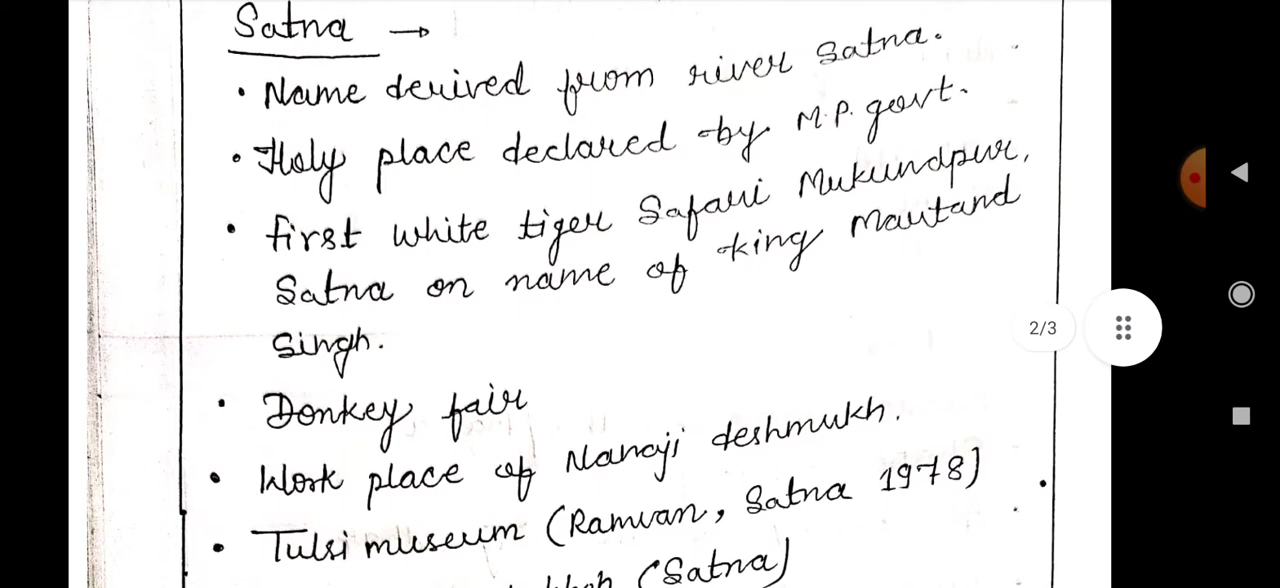 Satna →
• Name derived from river Satna.
• Holy place declared by M.P. govt.
• first white tiger Safari Mukundpur,
Satna on name of king Martand
Singh.
• Donkey fair
• Work place of Nanaji deshmukh.
• Tulsi museum (Ramvan, Satna 1978)
(Satna)
2/3